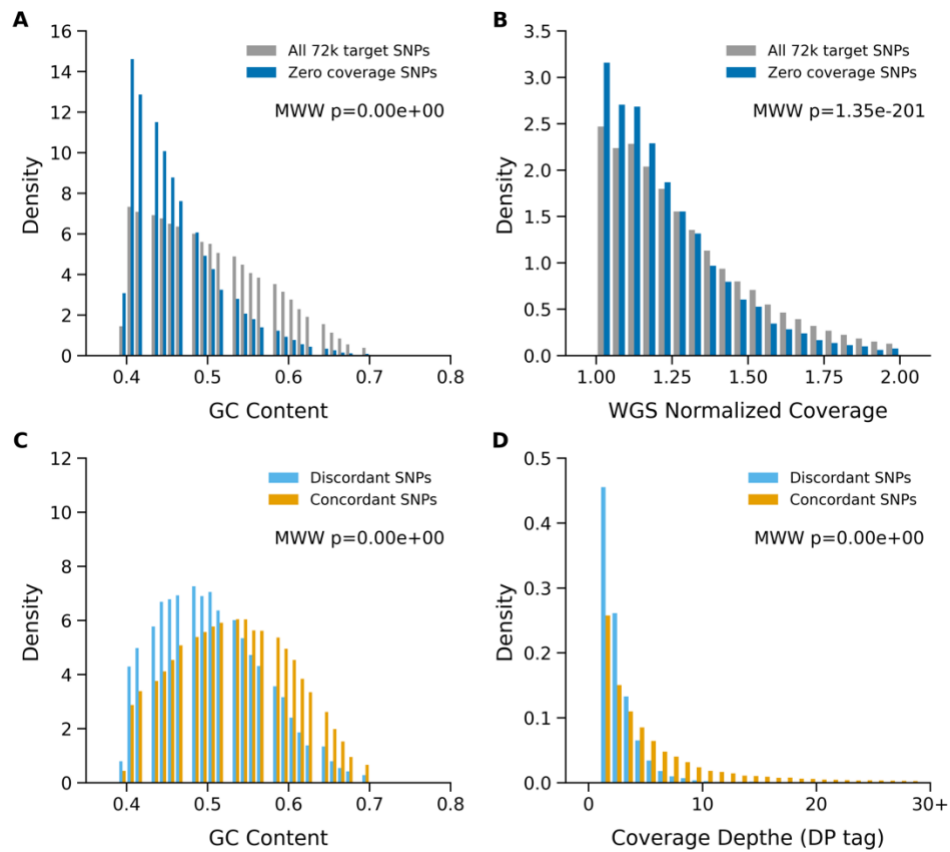 A
16
14
12
10
8
6
4
2
0
Density
All 72k target SNPs
Zero coverage SNPs
MWW p=0.00e+00
0.4 0.5 0.6 0.7 0.8
GC Content
B
3.5
3.0
2.5
2.0
1.5
1.0
0.5
0.0
Density
All 72k target SNPs
Zero coverage SNPs
MWW p=1.35e-201
1.00 1.25 1.50 1.75 2.00
WGS Normalized Coverage
C
12
10
8
6
4
2
0
Density
Discordant SNPs
Concordant SNPs
MWW p=0.00e+00
0.4 0.5 0.6 0.7 0.8
GC Content
D
0.5
0.4
0.3
0.2
0.1
0.0
Density
Discordant SNPs
Concordant SNPs
MWW p=0.00e+00
0 10 20 30+
Coverage Depthe (DP tag)